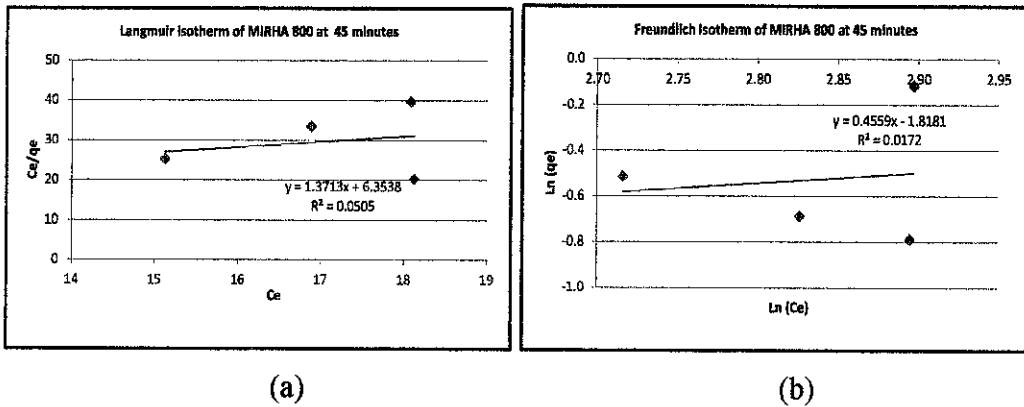 Langmuir Isotherm of MIRHA 800 at 45 minutes
50
40
30
20
10
0
Ce/qe
y = 1.3713x + 6.3538
R² = 0.0505
14
15
16
17
18
19
Ce
(a)
Freundlich Isotherm of MIRHA 800 at 45 minutes
0.0
-0.2
-0.4
-0.6
-0.8
-1.0
Ln (qe)
2.70
2.75
2.80
2.85
2.90
2.95
y = 0.4559x - 1.8181
R² = 0.0172
Ln (Ce)
(b)